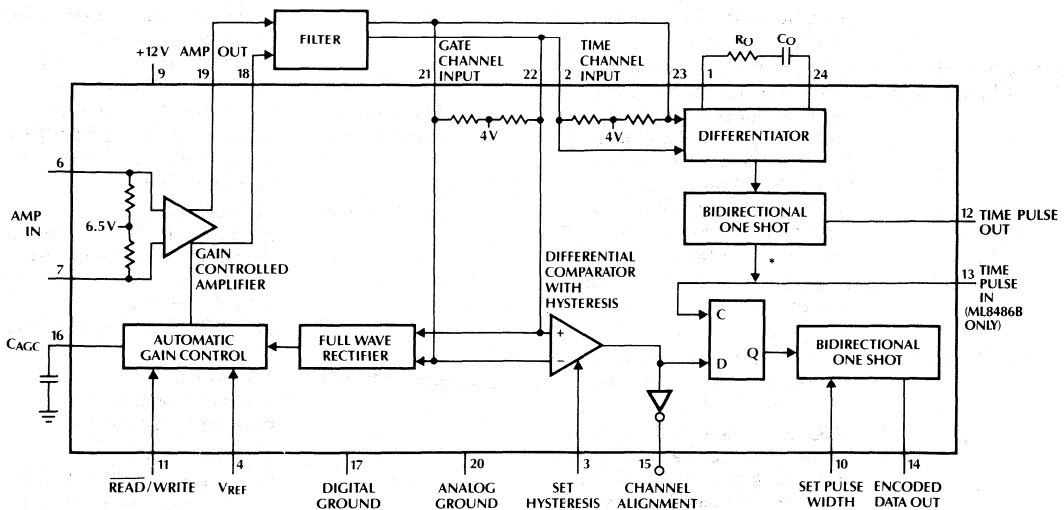 FILTER
+12V AMP OUT
9 19 18
GATE
CHANNEL
INPUT
21 22
TIME
CHANNEL
INPUT
2 23
RO CO
1 24
4V
4V
DIFFERENTIATOR
6
AMP
IN
7
6.5V
GAIN
CONTROLLED
AMPLIFIER
BIDIRECTIONAL
ONE SHOT
12 TIME PULSE
OUT
*
13 TIME
PULSE
IN
(ML8486B
ONLY)
DIFFERENTIAL
COMPARATOR
WITH
HYSTERESIS
CAGC
16
AUTOMATIC
GAIN CONTROL
FULL WAVE
RECTIFIER
+
−
C
D
Q
BIDIRECTIONAL
ONE SHOT
11
READ/WRITE
4
VREF
17
DIGITAL
GROUND
20
ANALOG
GROUND
3
SET
HYSTERESIS
15
CHANNEL
ALIGNMENT
10
SET PULSE
WIDTH
14
ENCODED
DATA OUT